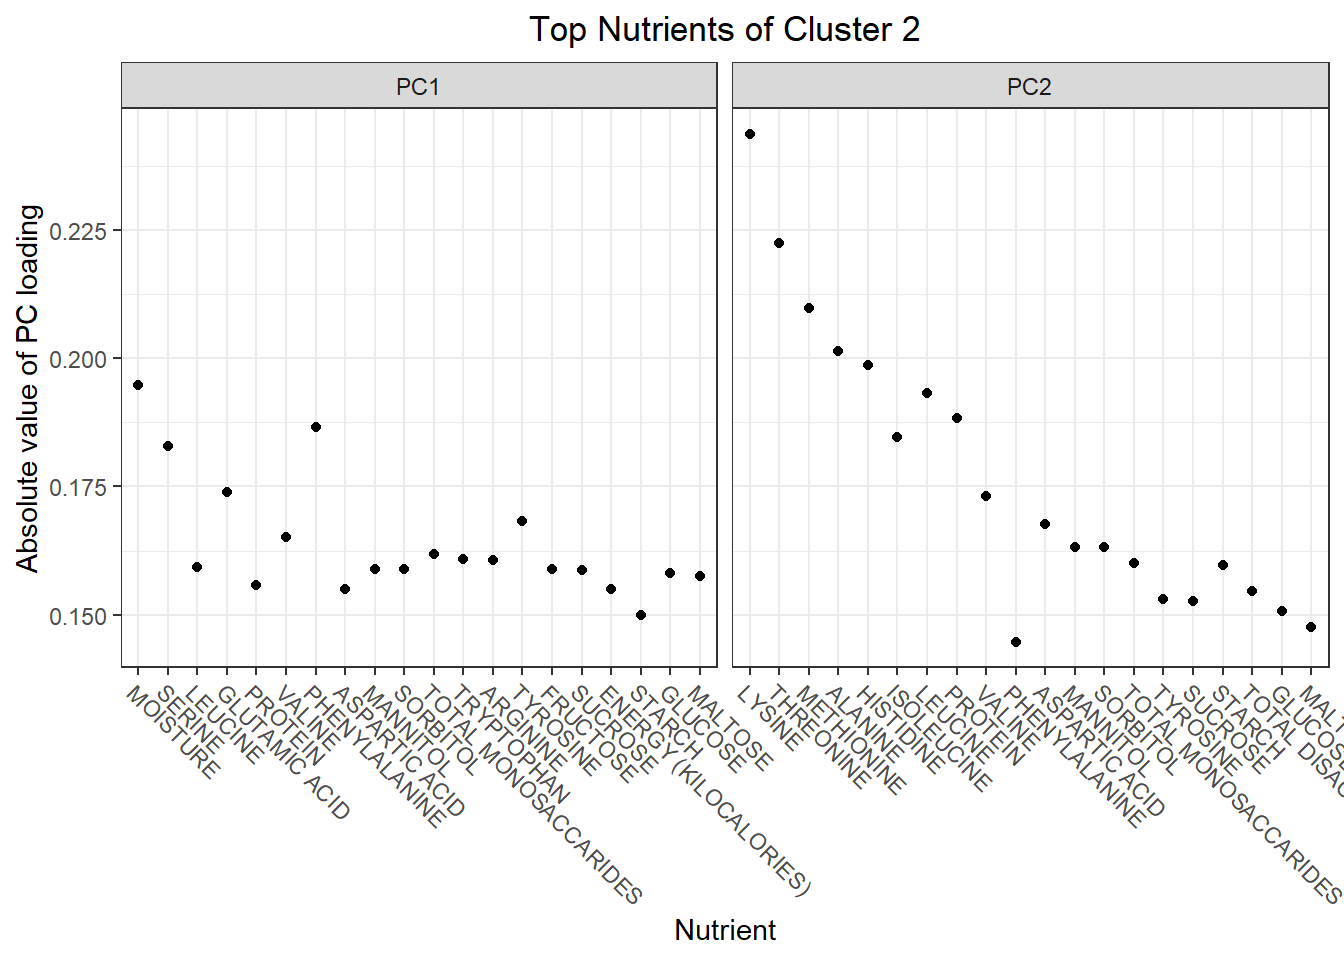 Top Nutrients of Cluster 2
PC1
PC2
Absolute value of PC loading
0.225
0.200
0.175
0.150
MOISTURE
SERINE
LEUCINE
GLUTAMIC ACID
PROTEIN
VALINE
PHENYLALANINE
ASPARTIC ACID
MANNITOL
SORBITOL
TOTAL MONOSACCARIDES
TRYPTOPHAN
ARGININE
TYROSINE
FRUCTOSE
SUCROSE
ENERGY (KILOCALORIES)
STARCH
GLUCOSE
MALTOSE
LYSINE
THREONINE
METHIONINE
ALANINE
HISTIDINE
ISOLEUCINE
LEUCINE
PROTEIN
VALINE
PHENYLALANINE
ASPARTIC ACID
MANNITOL
SORBITOL
TOTAL MONOSACCARIDES
TYROSINE
SUCROSE
STARCH
TOTAL DISAC
GLUCOSE
MALT
Nutrient